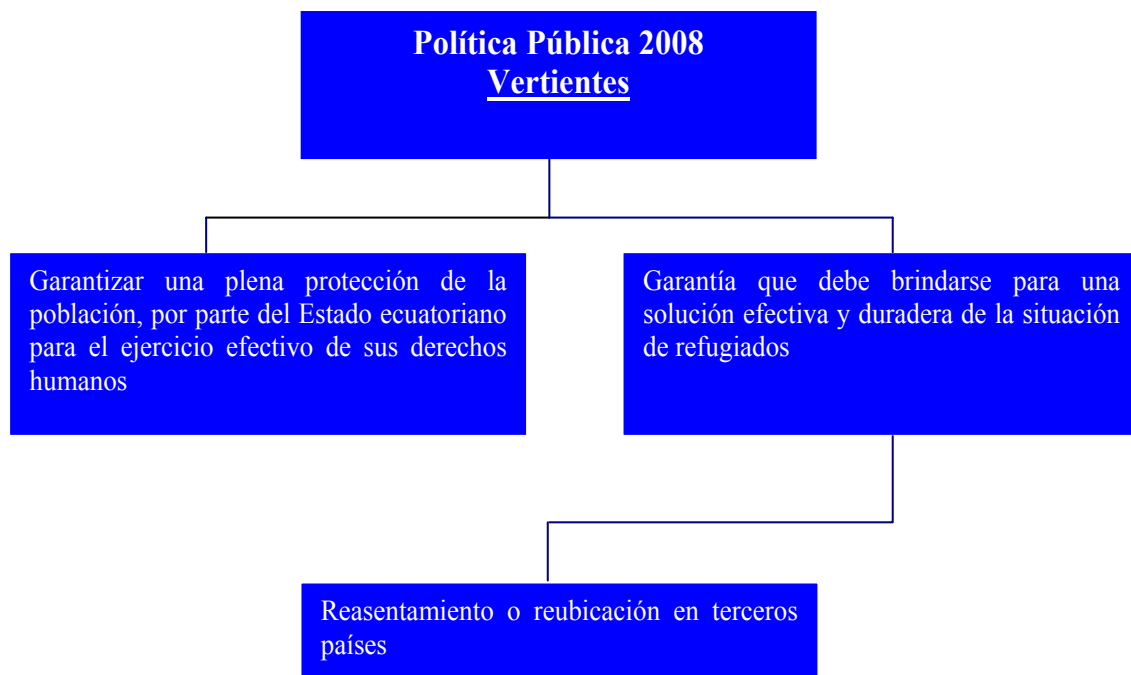 Política Pública 2008
Vertientes
Garantizar una plena protección de la
población, por parte del Estado ecuatoriano
para el ejercicio efectivo de sus derechos
humanos
Garantía que debe brindarse para una
solución efectiva y duradera de la situación
de refugiados
Reasentamiento o reubicación en terceros
países